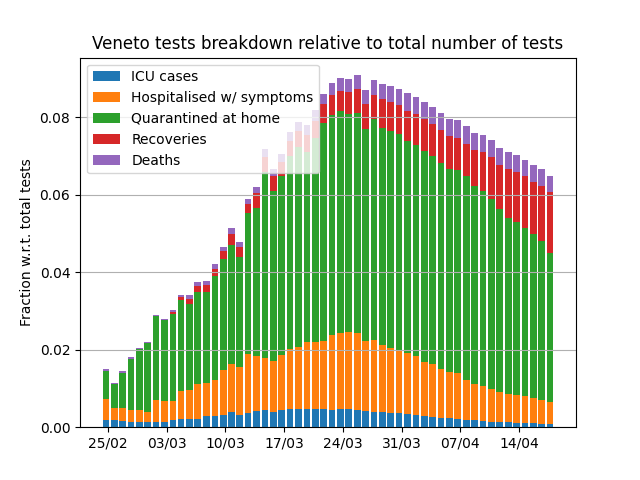 Veneto tests breakdown relative to total number of tests
ICU cases
Hospitalised w/ symptoms
Quarantined at home
Recoveries
Deaths
Fraction w.r.t. total tests
0.08
0.06
0.04
0.02
0.00
25/02 03/03 10/03 17/03 24/03 31/03 07/04 14/04